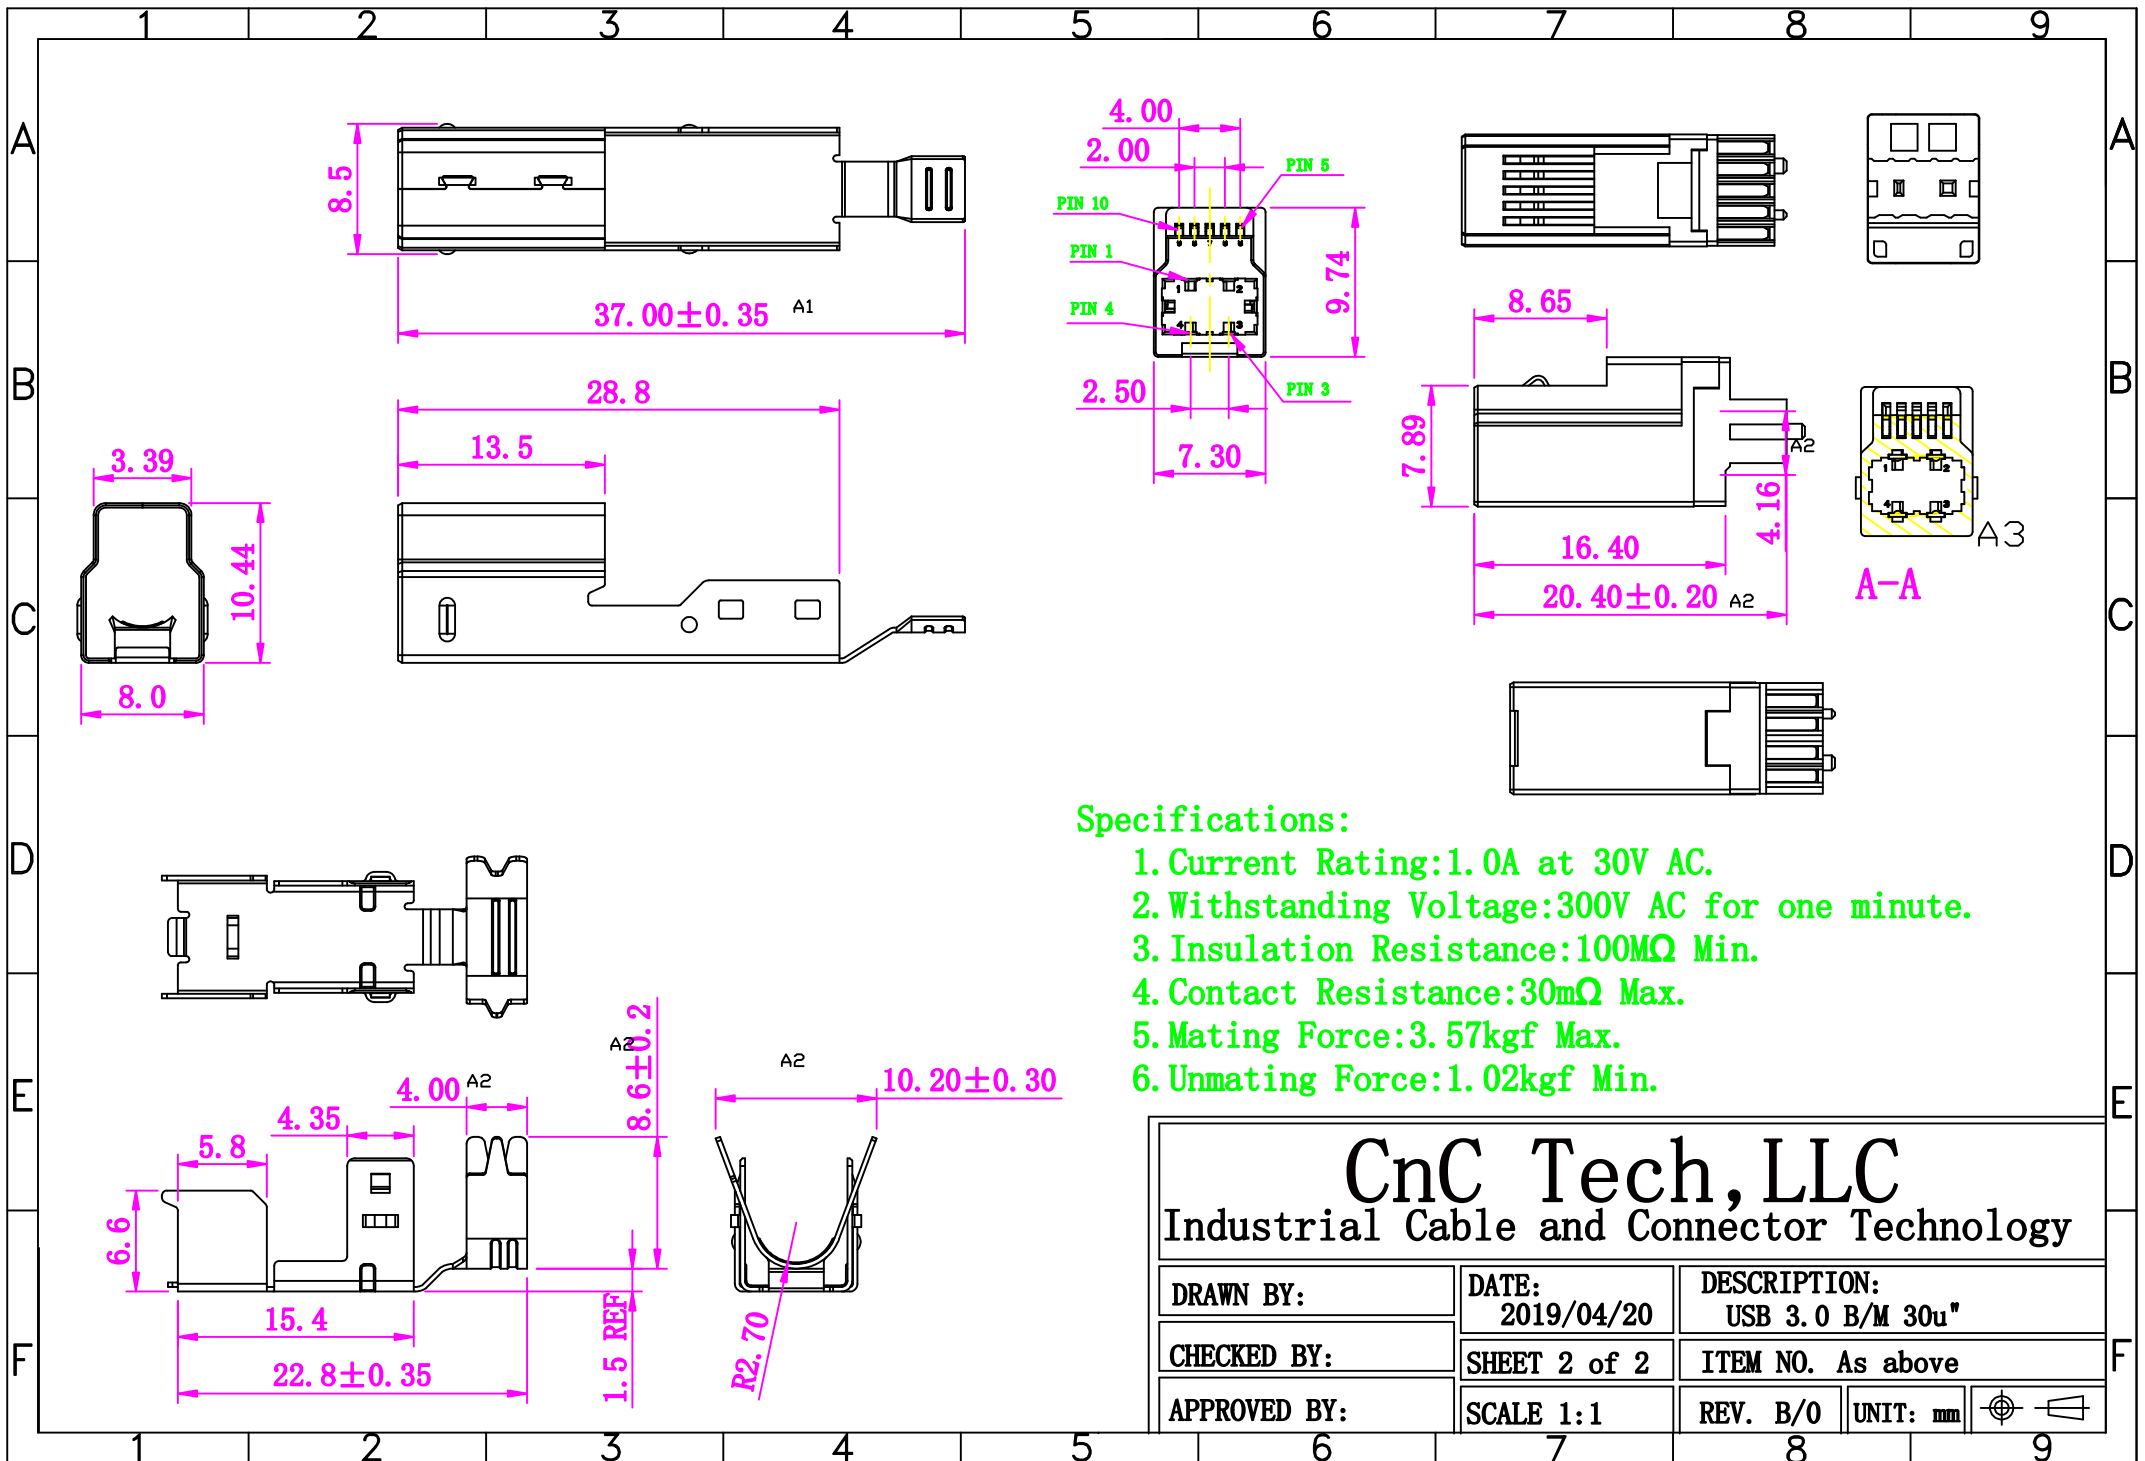 1 2 3 4 5 6 7 8 9
A
8.5
37.00±0.35 A1
4.00
2.00
PIN 5
PIN 10
PIN 1
PIN 4
1 2
4 3
9.74
PIN 3
2.50
7.30
A
B
28.8
13.5
3.39
10.44
8.0
8.65
7.89
A2
4.16
16.40
20.40±0.20 A2
1 2
4 3
A3
A-A
B
C
C
Specifications:
1.Current Rating:1.0A at 30V AC.
2.Withstanding Voltage:300V AC for one minute.
3.Insulation Resistance:100MΩ Min.
4.Contact Resistance:30mΩ Max.
5.Mating Force:3.57kgf Max.
6.Unmating Force:1.02kgf Min.
D
D
A2
8.6±0.2
4.00 A2
4.35
5.8
6.6
15.4
22.8±0.35
1.5 REF
A2
10.20±0.30
R2.70
E
E
F
F
CnC Tech,LLC
Industrial Cable and Connector Technology
DRAWN BY:
DATE:
2019/04/20
DESCRIPTION:
USB 3.0 B/M 30u"
CHECKED BY:
SHEET 2 of 2
ITEM NO. As above
APPROVED BY:
SCALE 1:1
REV. B/0
UNIT: mm
1 2 3 4 5 6 7 8 9